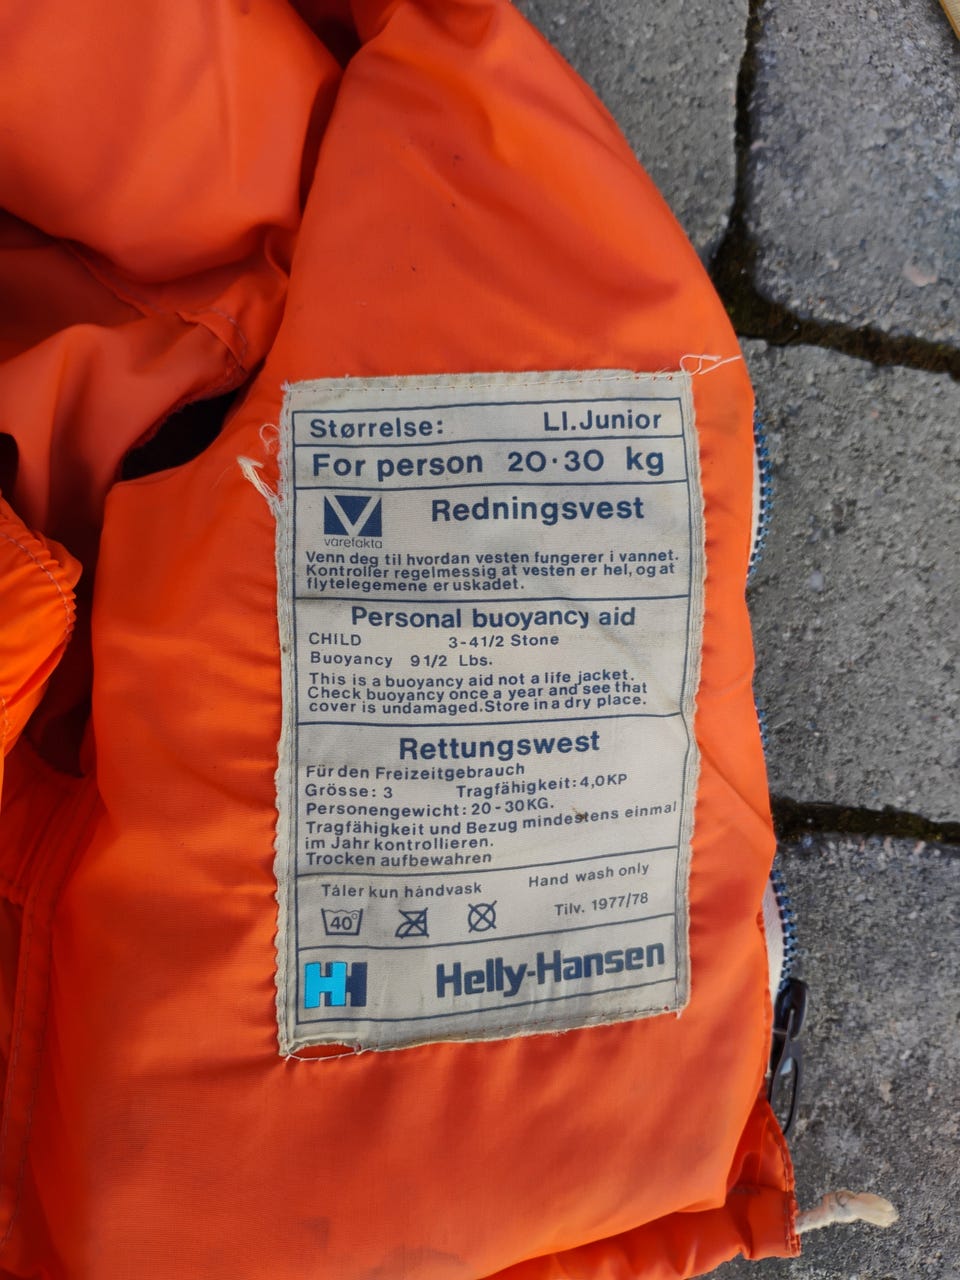 Størrelse: LI.Junior
For person 20·30 kg
varefakta
Redningsvest
Venn deg til hvordan vesten fungerer i vannet.
Kontroller regelmessig at vesten er hel, og at
flytelegemene er uskadet.
Personal buoyancy aid
CHILD 3-41/2 Stone
Buoyancy 91/2 Lbs.
This is a buoyancy aid not a life jacket.
Check buoyancy once a year and see that
cover is undamaged. Store in a dry place.
Rettungswest
Für den Freizeitgebrauch
Grösse: 3 Tragfähigkeit: 4,0KP
Personengewicht: 20-30KG.
Tragfähigkeit und Bezug mindestens einmal
im Jahr kontrollieren.
Trocken aufbewahren
Tåler kun håndvask Hand wash only
40° Tilv. 1977/78
HH Helly-Hansen